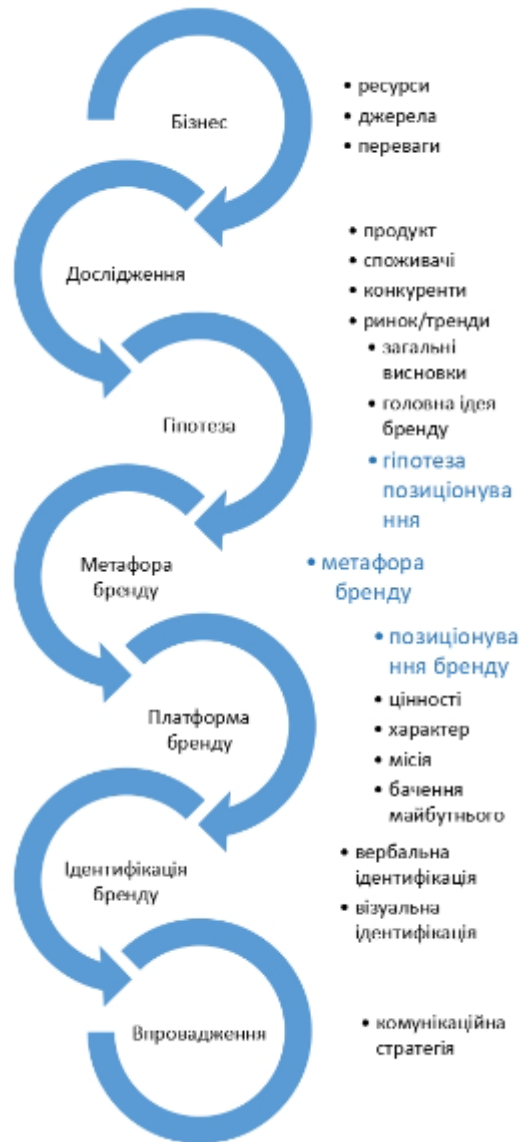 Бізнес
• ресурси
• джерела
• переваги
Дослідження
• продукт
• споживачі
• конкуренти
• ринок/тренди
Гіпотеза
• загальні
висновки
• головна ідея
бренду
• гіпотеза
позиціонува
ння
Метафора
бренду
• метафора
бренду
Платформа
бренду
• позиціонува
ння бренду
• цінності
• характер
• місія
• бачення
майбутнього
Ідентифікація
бренду
• вербальна
ідентифікація
• візуальна
ідентифікація
Впровадження
• комунікаційна
стратегія